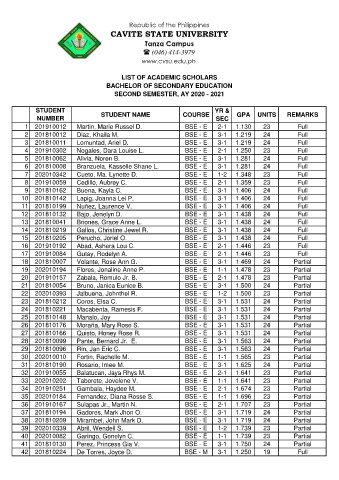 Republic of the Philippines
CAVITE STATE UNIVERSITY
Tanza Campus
☎ (046) 414-3979
www.cvsu.edu.ph
LIST OF ACADEMIC SCHOLARS
BACHELOR OF SECONDARY EDUCATION
SECOND SEMESTER, AY 2020 - 2021
STUDENT NUMBER STUDENT NAME COURSE YR & SEC GPA UNITS REMARKS
1 201910012 Martin, Marie Russel D. BSE - E 2-1 1.130 23 Full
2 201810012 Diaz, Khaila M. BSE - E 3-1 1.219 24 Full
3 201810011 Lomuntad, Ariel D. BSE - E 3-1 1.219 24 Full
4 201910302 Nogales, Dara Louise L. BSE - E 2-1 1.250 23 Full
5 201810062 Alivia, Noren B. BSE - E 3-1 1.281 24 Full
6 201810008 Branzuela, Kasselle Shane L. BSE - E 3-1 1.281 24 Full
7 202010342 Cueto, Ma. Lynette D. BSE - E 1-2 1.348 23 Full
8 201910059 Cedillo, Aubrey C. BSE - E 2-1 1.359 23 Full
9 201810162 Buena, Kayla C. BSE - E 3-1 1.406 24 Full
10 201810142 Lapig, Joanna Lei P. BSE - E 3-1 1.406 24 Full
11 201810199 Nuñez, Laurence V. BSE - E 3-1 1.406 24 Full
12 201810132 Bajo, Jenelyn D. BSE - E 3-1 1.438 24 Full
13 201810041 Briones, Grace Anne L. BSE - E 3-1 1.438 24 Full
14 201810219 Gallos, Christine Jewel R. BSE - E 3-1 1.438 24 Full
15 201810205 Perucho, Joriel O. BSE - E 3-1 1.438 24 Full
16 201910192 Abad, Ashera Lou C. BSE - E 2-1 1.446 23 Full
17 201910084 Gulay, Rodelyn A. BSE - E 2-1 1.446 23 Full
18 201810007 Volante, Rose Ann G. BSE - E 3-1 1.469 24 Partial
19 202010194 Flores, Jonaline Anne P. BSE - E 1-1 1.478 23 Partial
20 201910157 Zabala, Romulo Jr. B. BSE - E 2-1 1.478 23 Partial
21 201810054 Bruno, Janica Eunice B. BSE - E 3-1 1.500 24 Partial
22 202010393 Jalbuena, Johnthel R. BSE - E 1-2 1.500 23 Partial
23 201810212 Coros, Elsa C. BSE - E 3-1 1.531 24 Partial
24 201810221 Macabenta, Ramesis F. BSE - E 3-1 1.531 24 Partial
25 201810148 Manalo, Joy BSE - E 3-1 1.531 24 Partial
26 201810176 Moraña, Mary Rose S. BSE - E 3-1 1.531 24 Partial
27 201810166 Quixto, Honey Rose R. BSE - E 3-1 1.531 24 Partial
28 201810099 Pante, Bernard Jr. E. BSE - E 3-1 1.563 24 Partial
29 201810096 Rin, Jan Eric C. BSE - E 3-1 1.563 24 Partial
30 202010010 Fortin, Rachelle M. BSE - E 1-1 1.565 23 Partial
31 201810190 Rosario, Imee M. BSE - E 3-1 1.625 24 Partial
32 201910055 Balatucan, Jaya Rhys M. BSE - E 2-1 1.641 23 Partial
33 202010202 Taboreto, Jovelene V. BSE - E 1-1 1.641 23 Partial
34 201910251 Gambala, Haydee M. BSE - E 2-1 1.674 23 Partial
35 202010184 Fernandez, Diana Rosse S. BSE - E 1-1 1.696 23 Partial
36 201910167 Sulapas Jr., Martin N. BSE - E 2-1 1.707 23 Partial
37 201810194 Gadores, Mark Jhon O. BSE - E 3-1 1.719 24 Partial
38 201810209 Mirambel, John Mark D. BSE - E 3-1 1.719 24 Partial
39 202010339 Abril, Wendell S. BSE - E 1-2 1.739 23 Partial
40 202010082 Garingo, Genelyn C. BSE - E 1-1 1.739 23 Partial
41 201810130 Perez, Princess Gia V. BSE - E 3-1 1.750 24 Partial
42 201810224 De Torres, Joyce D. BSE - M 3-1 1.250 19 Full